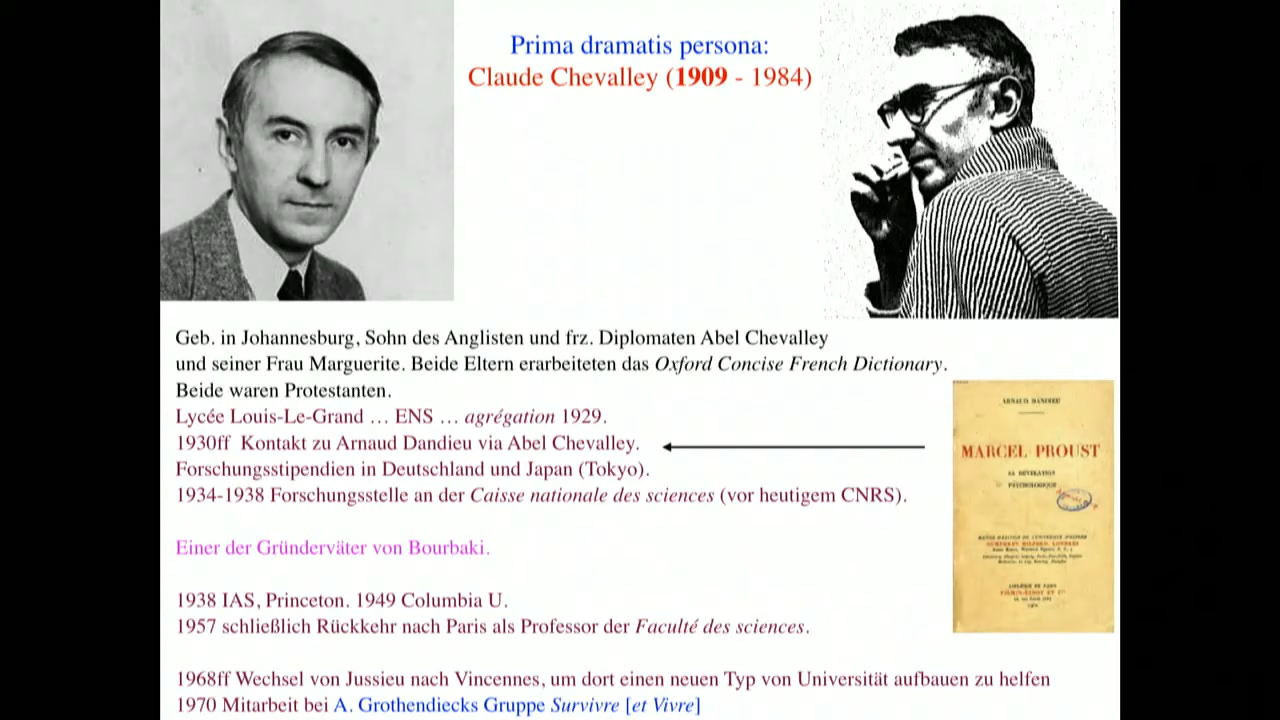 Prima dramatis persona:
Claude Chevalley (1909 - 1984)
Geb. in Johannesburg, Sohn des Anglisten und frz. Diplomaten Abel Chevalley
und seiner Frau Marguerite. Beide Eltern erarbeiteten das Oxford Concise French Dictionary.
Beide waren Protestanten.
Lycée Louis-Le-Grand … ENS … agrégation 1929.
1930ff Kontakt zu Arnaud Dandieu via Abel Chevalley.
Forschungsstipendien in Deutschland und Japan (Tokyo).
1934-1938 Forschungsstelle an der Caisse nationale des sciences (vor heutigem CNRS).
Einer der Gründerväter von Bourbaki.
1938 IAS, Princeton. 1949 Columbia U.
1957 schließlich Rückkehr nach Paris als Professor der Faculté des sciences.
1968ff Wechsel von Jussieu nach Vincennes, um dort einen neuen Typ von Universität aufbauen zu helfen
1970 Mitarbeit bei A. Grothendiecks Gruppe Survivre [et Vivre]
ARNAUD DANDIEU
MARCEL PROUST
SA RÉVÉLATION
PSYCHOLOGIQUE